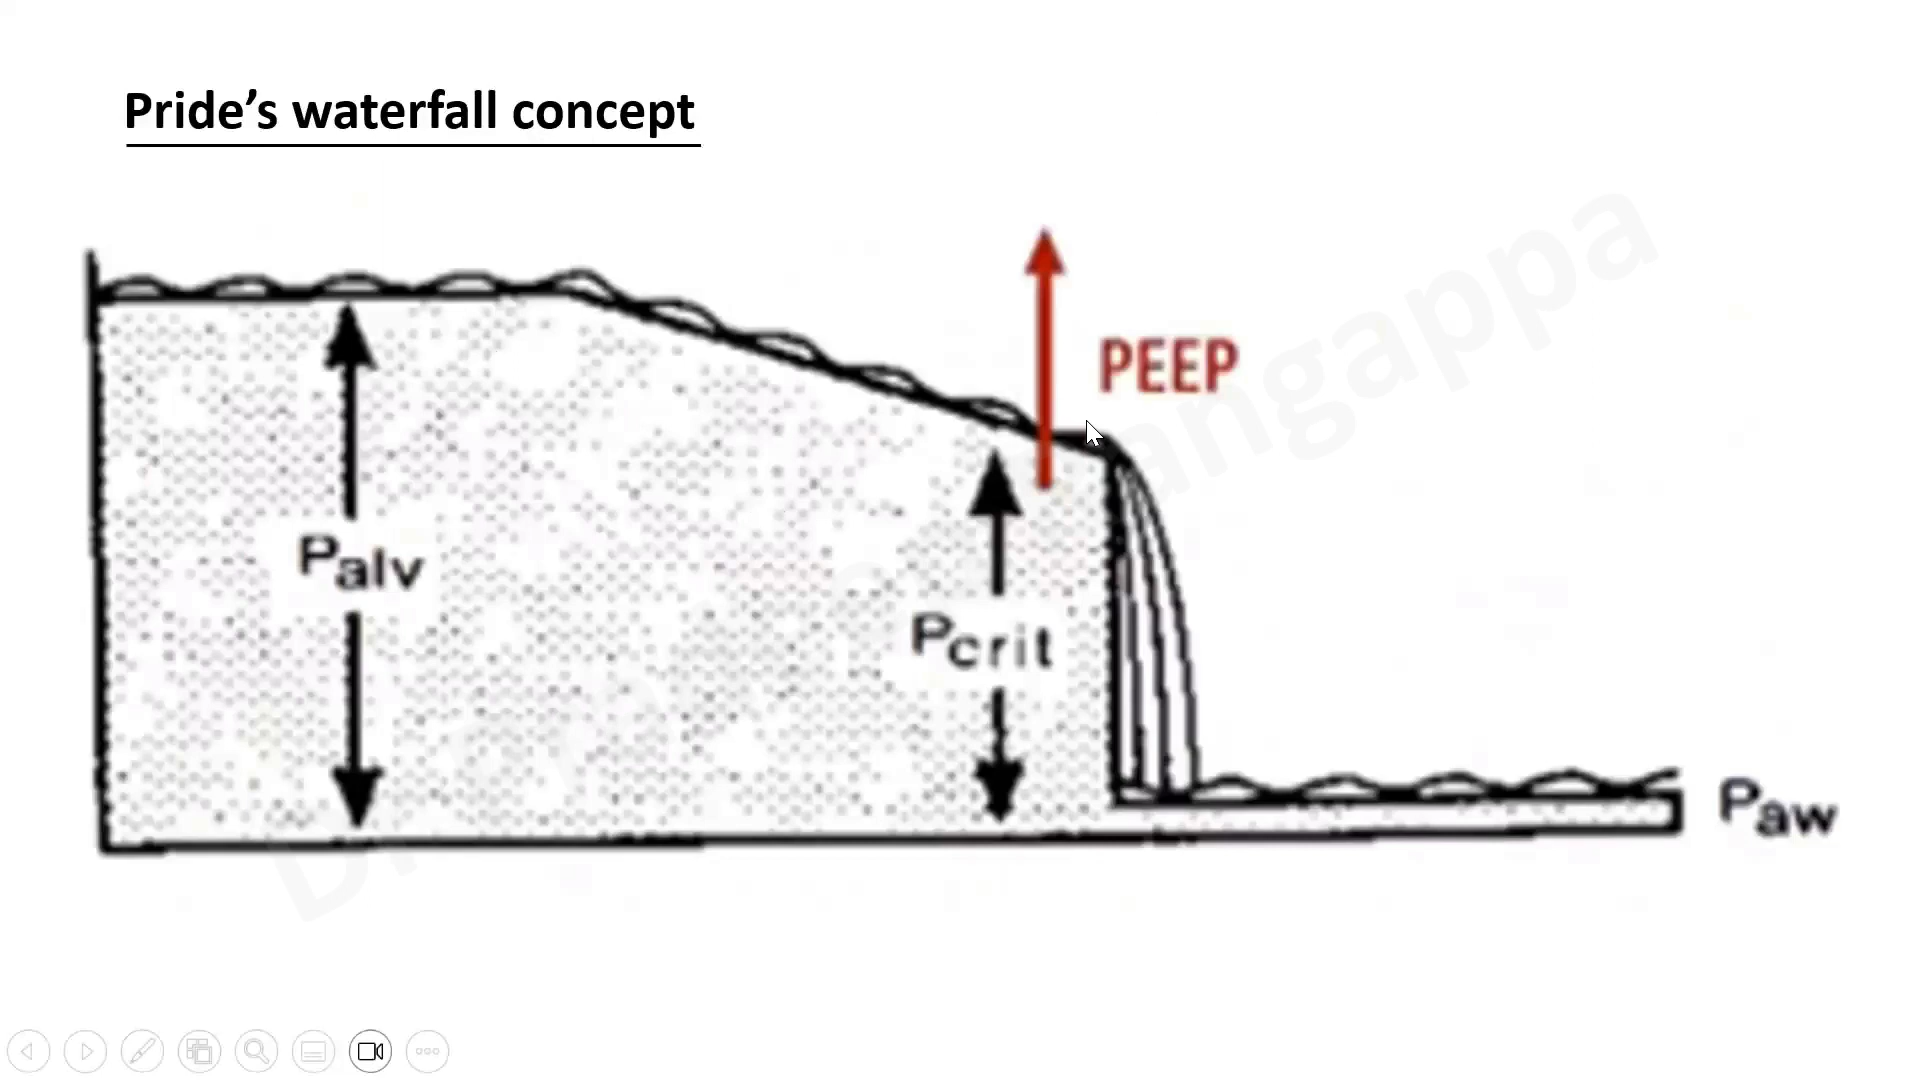 Pride’s waterfall concept
PEEP
Palv
Pcrit
Paw